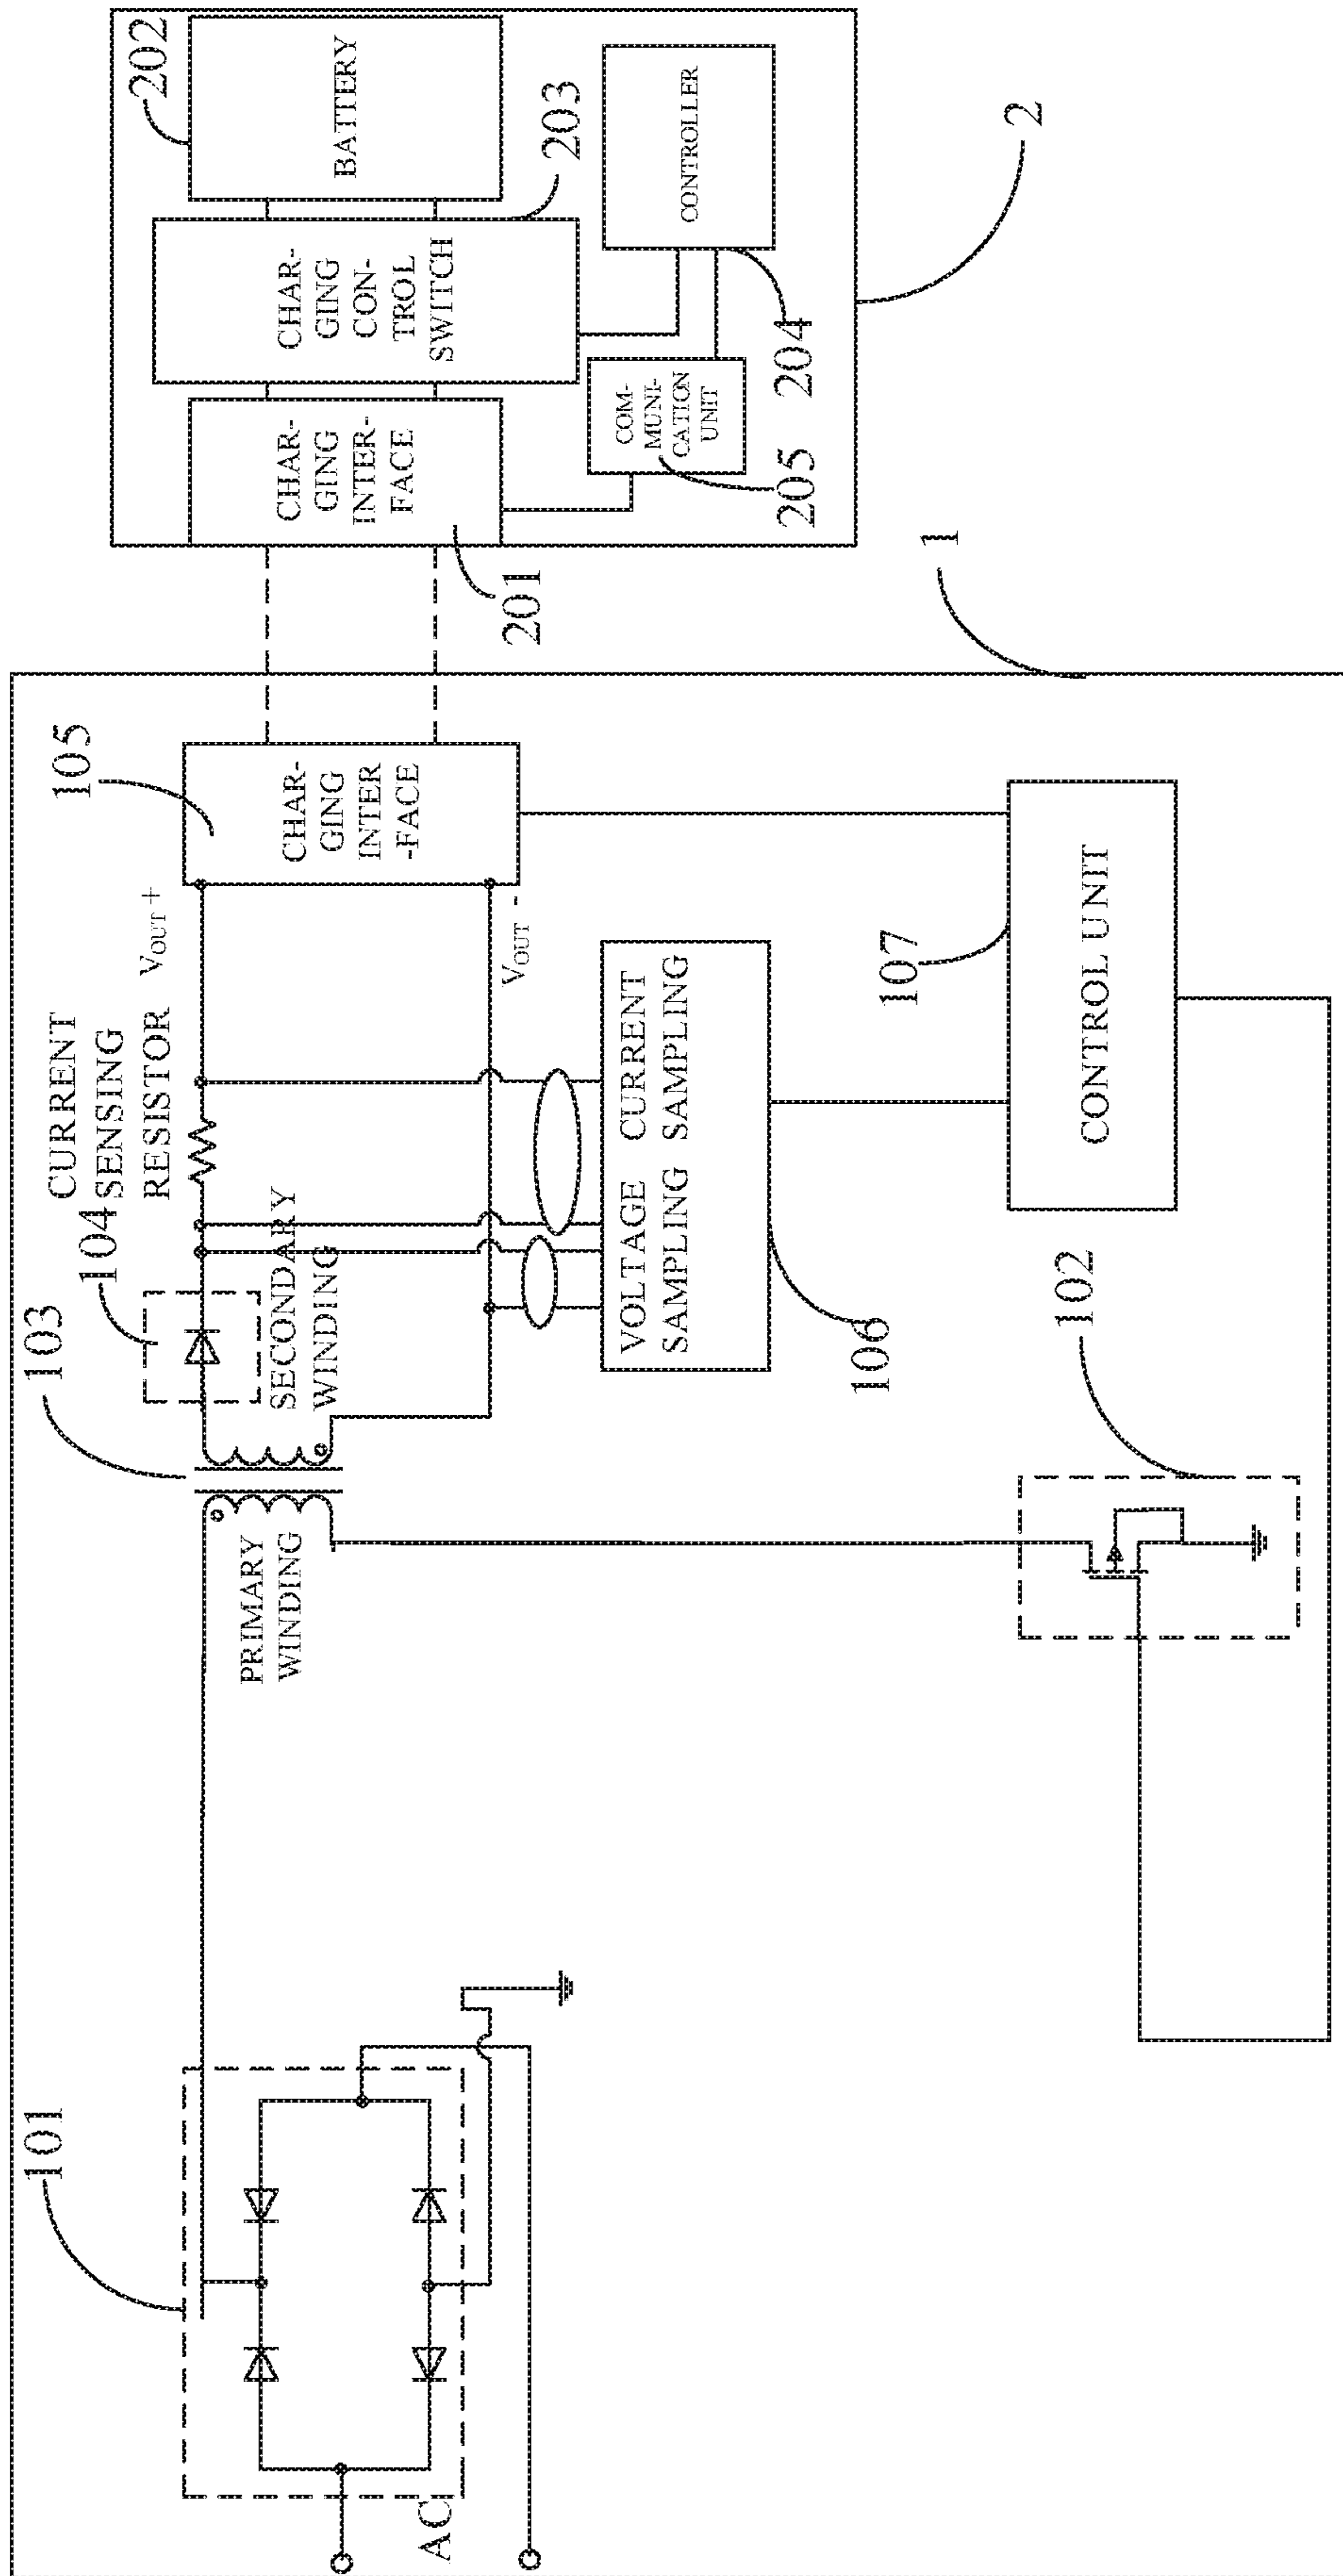 101
AC
103
104
CURRENT
SENSING
RESISTOR
PRIMARY
WINDING
SECONDARY
WINDING
VOUT +
VOUT -
105
CHAR-
GING
INTER
-FACE
VOLTAGE CURRENT
SAMPLING SAMPLING
106
102
107
CONTROL UNIT
1
201
CHAR-
GING
INTER-
FACE
CHAR-
GING
CON-
TROL
SWITCH
203
202
BATTERY
COM-
MUNI-
CATION
UNIT
205
CONTROLLER
204
2